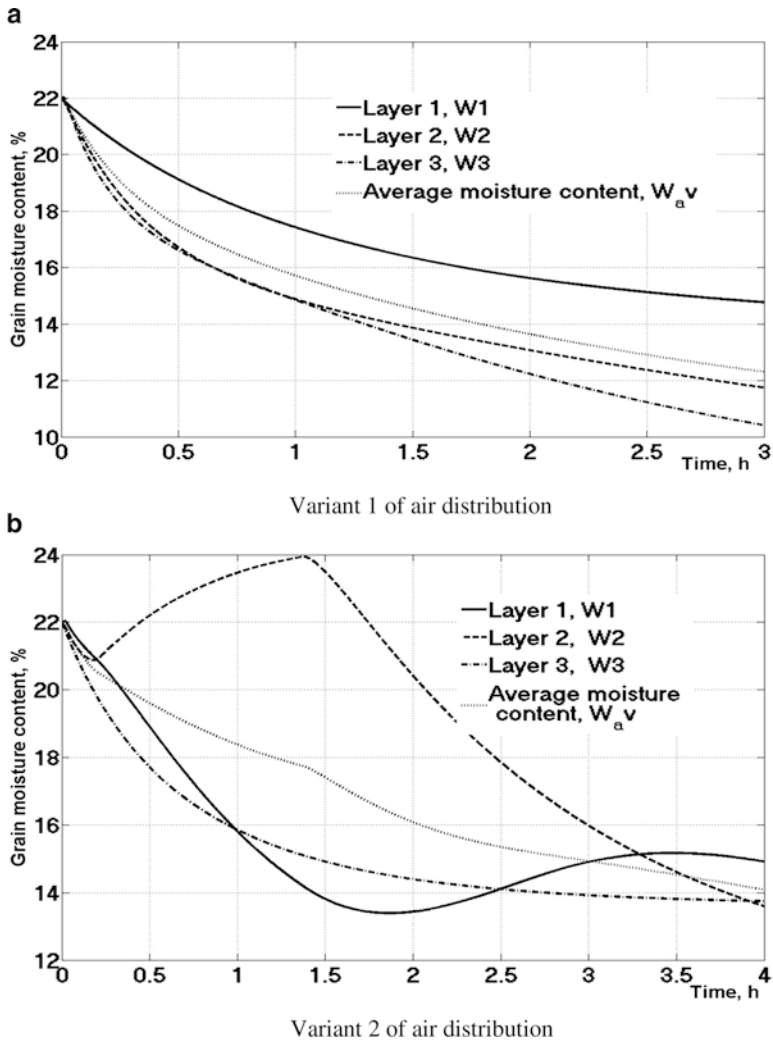 a
Grain moisture content, %
24
22
20
18
16
14
12
10
Layer 1, W1
Layer 2, W2
Layer 3, W3
Average moisture content, W_av
0 0.5 1 1.5 2 2.5 3
Time, h
Variant 1 of air distribution
b
Grain moisture content, %
24
22
20
18
16
14
12
Layer 1, W1
Layer 2, W2
Layer 3, W3
Average moisture
content, W_av
0 0.5 1 1.5 2 2.5 3 3.5 4
Time, h
Variant 2 of air distribution